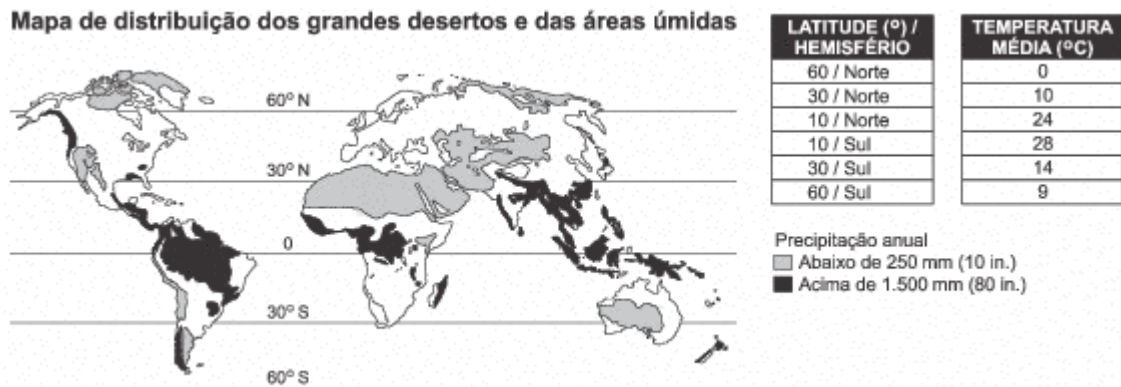 Mapa de distribuição dos grandes desertos e das áreas úmidas
60º N
30º N
0
30º S
60º S
LATITUDE (º) / HEMISFÉRIO
TEMPERATURA MÉDIA (ºC)
60 / Norte 0
30 / Norte 10
10 / Norte 24
10 / Sul 28
30 / Sul 14
60 / Sul 9
Precipitação anual
Abaixo de 250 mm (10 in.)
Acima de 1.500 mm (80 in.)